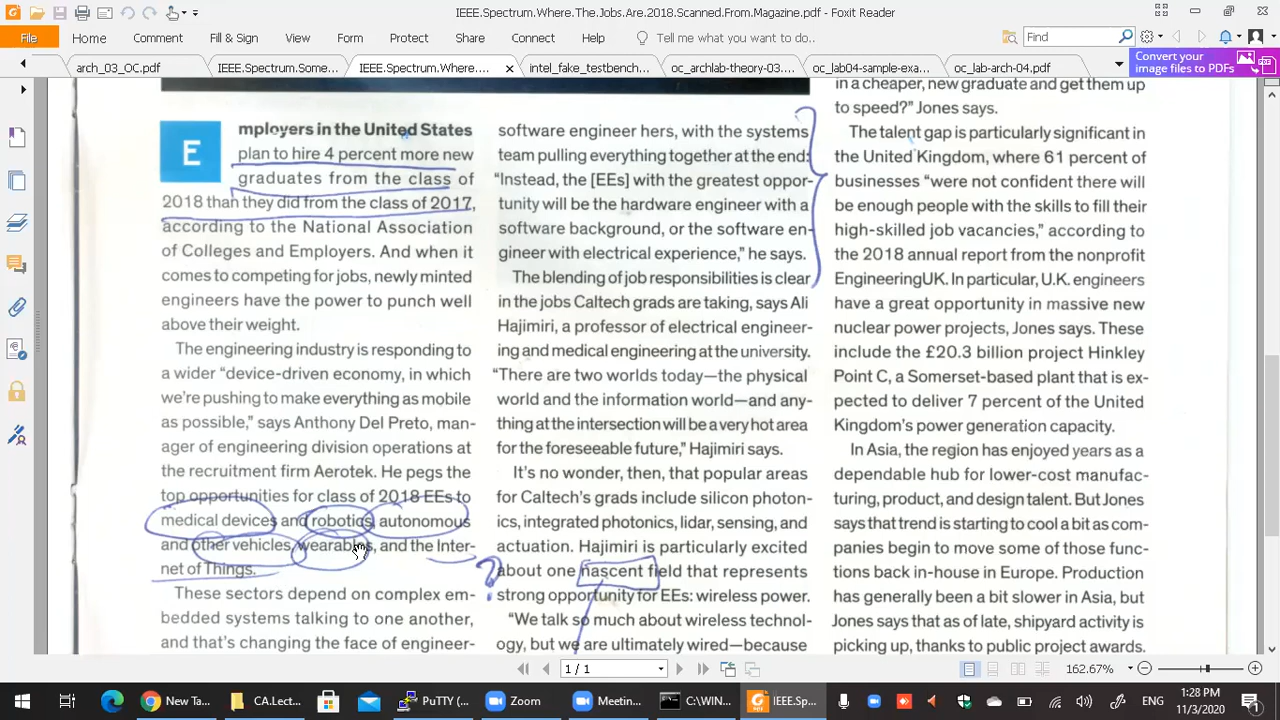 IEEE.Spectrum.Where.The.Jobs.Are.2018.Scanned.From.Magazine.pdf - Foxit Reader
File Home Comment Fill & Sign View Form Protect Share Connect Help Tell me what you want to do.. Find
arch_03_OC.pdf IEEE.Spectrum.Some... IEEE.Spectrum.Where.... intel_fake_testbench... oc_archlab-theory-03.... oc_lab04-sample-exa... oc_lab-arch-04.pdf
Convert your
image files to PDFs
Employers in the United States
plan to hire 4 percent more new
graduates from the class of
2018 than they did from the class of 2017,
according to the National Association
of Colleges and Employers. And when it
comes to competing for jobs, newly minted
engineers have the power to punch well
above their weight.
The engineering industry is responding to
a wider “device-driven economy, in which
we’re pushing to make everything as mobile
as possible,” says Anthony Del Preto, man-
ager of engineering division operations at
the recruitment firm Aerotek. He pegs the
top opportunities for class of 2018 EEs to
medical devices and robotics, autonomous
and other vehicles, wearables, and the Inter-
net of Things.
These sectors depend on complex em-
bedded systems talking to one another,
and that’s changing the face of engineer-
software engineer hers, with the systems
team pulling everything together at the end:
“Instead, the [EEs] with the greatest oppor-
tunity will be the hardware engineer with a
software background, or the software en-
gineer with electrical experience,” he says.
The blending of job responsibilities is clear
in the jobs Caltech grads are taking, says Ali
Hajimiri, a professor of electrical engineer-
ing and medical engineering at the university.
“There are two worlds today—the physical
world and the information world—and any-
thing at the intersection will be a very hot area
for the foreseeable future,” Hajimiri says.
It’s no wonder, then, that popular areas
for Caltech’s grads include silicon photon-
ics, integrated photonics, lidar, sensing, and
actuation. Hajimiri is particularly excited
? about one nascent field that represents
strong opportunity for EEs: wireless power.
“We talk so much about wireless technol-
ogy, but we are ultimately wired—because
in a cheaper, new graduate and get them up
to speed?” Jones says.
The talent gap is particularly significant in
the United Kingdom, where 61 percent of
businesses “were not confident there will
be enough people with the skills to fill their
high-skilled job vacancies,” according to
the 2018 annual report from the nonprofit
EngineeringUK. In particular, U.K. engineers
have a great opportunity in massive new
nuclear power projects, Jones says. These
include the £20.3 billion project Hinkley
Point C, a Somerset-based plant that is ex-
pected to deliver 7 percent of the United
Kingdom’s power generation capacity.
In Asia, the region has enjoyed years as a
dependable hub for lower-cost manufac-
turing, product, and design talent. But Jones
says that trend is starting to cool a bit as com-
panies begin to move some of those func-
tions back in-house in Europe. Production
has generally been a bit slower in Asia, but
Jones says that as of late, shipyard activity is
picking up, thanks to public project awards.
1 / 1 162.67%
New Ta... CA.Lect... PuTTY (... Zoom Meetin... C:\WIN... IEEE.Sp... ENG 1:28 PM
11/3/2020